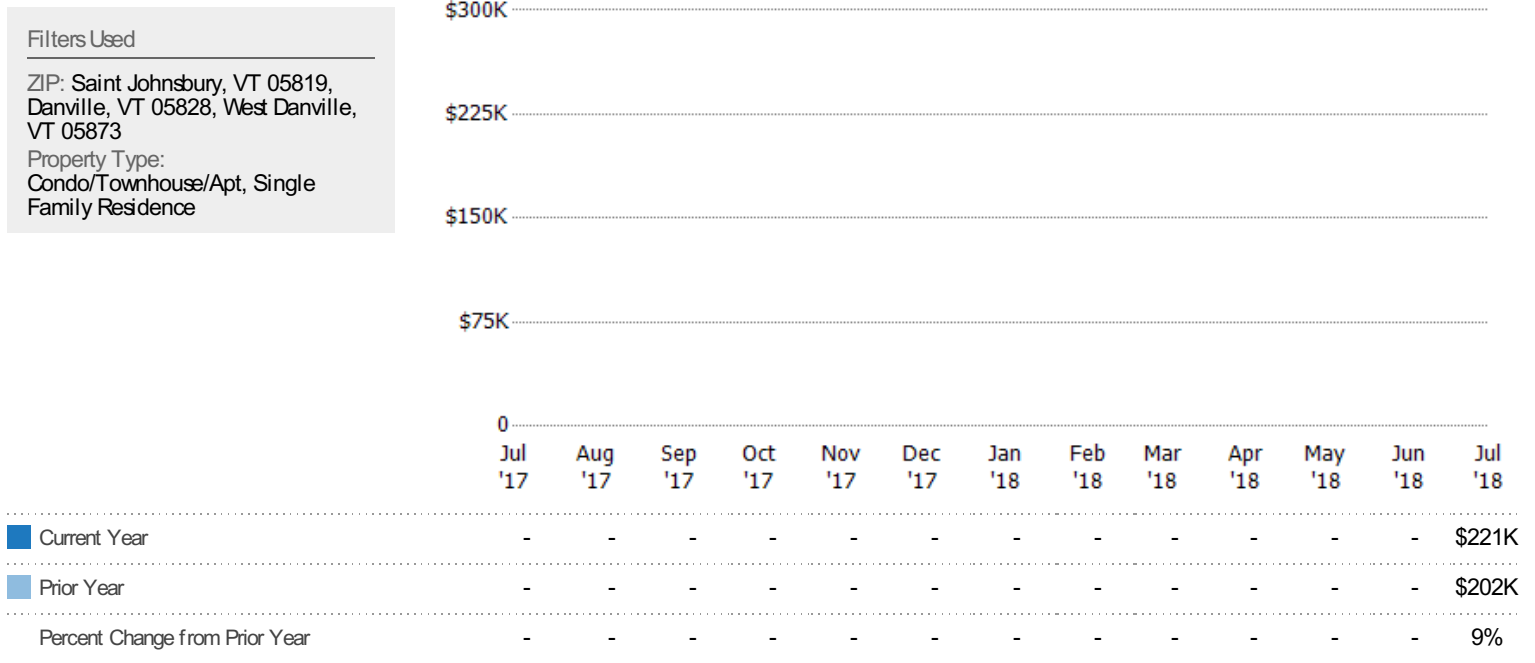 Filters Used
ZIP: Saint Johnsbury, VT 05819,
Danville, VT 05828, West Danville,
VT 05873
Property Type:
Condo/Townhouse/Apt, Single
Family Residence
$300K
$225K
$150K
$75K
0
Jul Aug Sep Oct Nov Dec Jan Feb Mar Apr May Jun Jul
'17 '17 '17 '17 '17 '17 '18 '18 '18 '18 '18 '18 '18
Current Year - - - - - - - - - - - - $221K
Prior Year - - - - - - - - - - - - $202K
Percent Change from Prior Year - - - - - - - - - - - - 9%